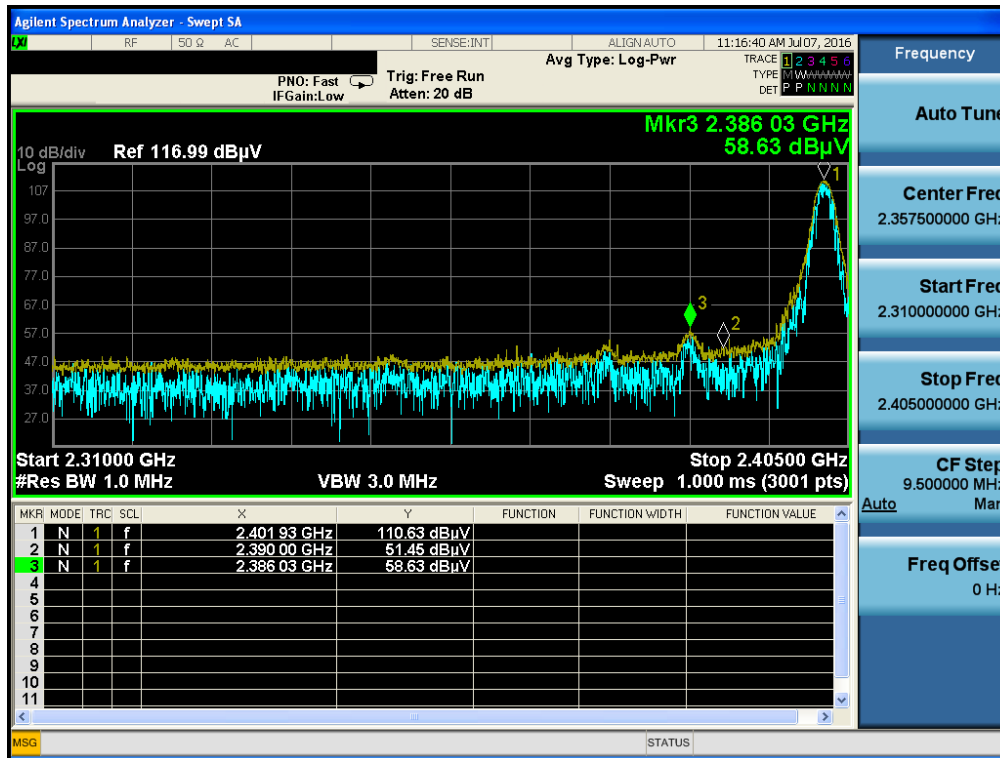 Agilent Spectrum Analyzer - Swept SA
LXI RF 50 Ω AC SENSE:INT ALIGN AUTO 11:16:40 AM Jul 07, 2016
Frequency
Avg Type: Log-Pwr TRACE 1 2 3 4 5 6
PNO: Fast Trig: Free Run TYPE M W
IFGain:Low Atten: 20 dB DET P P N N N N
Auto Tune
Mkr3 2.386 03 GHz
58.63 dBµV
10 dB/div Ref 116.99 dBµV
Log
1
107
97.0
87.0
77.0
67.0
57.0
47.0
37.0
27.0
3
2
Start 2.31000 GHz Stop 2.40500 GHz
#Res BW 1.0 MHz VBW 3.0 MHz Sweep 1.000 ms (3001 pts)
Center Freq
2.357500000 GHz
Start Freq
2.310000000 GHz
Stop Freq
2.405000000 GHz
CF Step
9.500000 MHz
Auto Man
Freq Offset
0 Hz
MKR MODE TRC SCL X Y FUNCTION FUNCTION WIDTH FUNCTION VALUE
1 N 1 f 2.401 93 GHz 110.63 dBµV
2 N 1 f 2.390 00 GHz 51.45 dBµV
3 N 1 f 2.386 03 GHz 58.63 dBµV
4
5
6
7
8
9
10
11
MSG STATUS